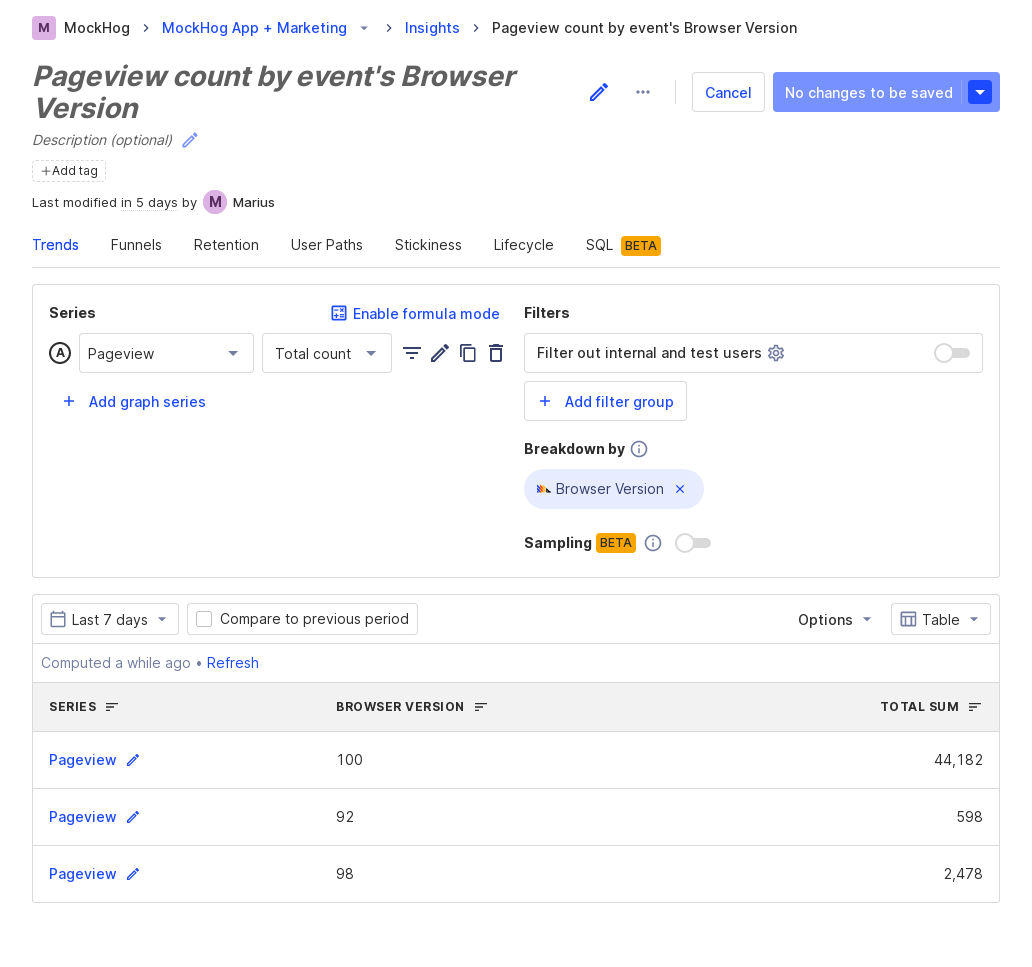 M MockHog > MockHog App + Marketing > Insights > Pageview count by event's Browser Version
Pageview count by event's Browser
Version
Cancel
No changes to be saved
Description (optional)
+Add tag
Last modified in 5 days by M Marius
Trends Funnels Retention User Paths Stickiness Lifecycle SQL BETA
Series
Enable formula mode
A Pageview Total count
+ Add graph series
Filters
Filter out internal and test users
+ Add filter group
Breakdown by
Browser Version
Sampling BETA
Last 7 days Compare to previous period Options Table
Computed a while ago • Refresh
SERIES BROWSER VERSION TOTAL SUM
Pageview 100 44,182
Pageview 92 598
Pageview 98 2,478